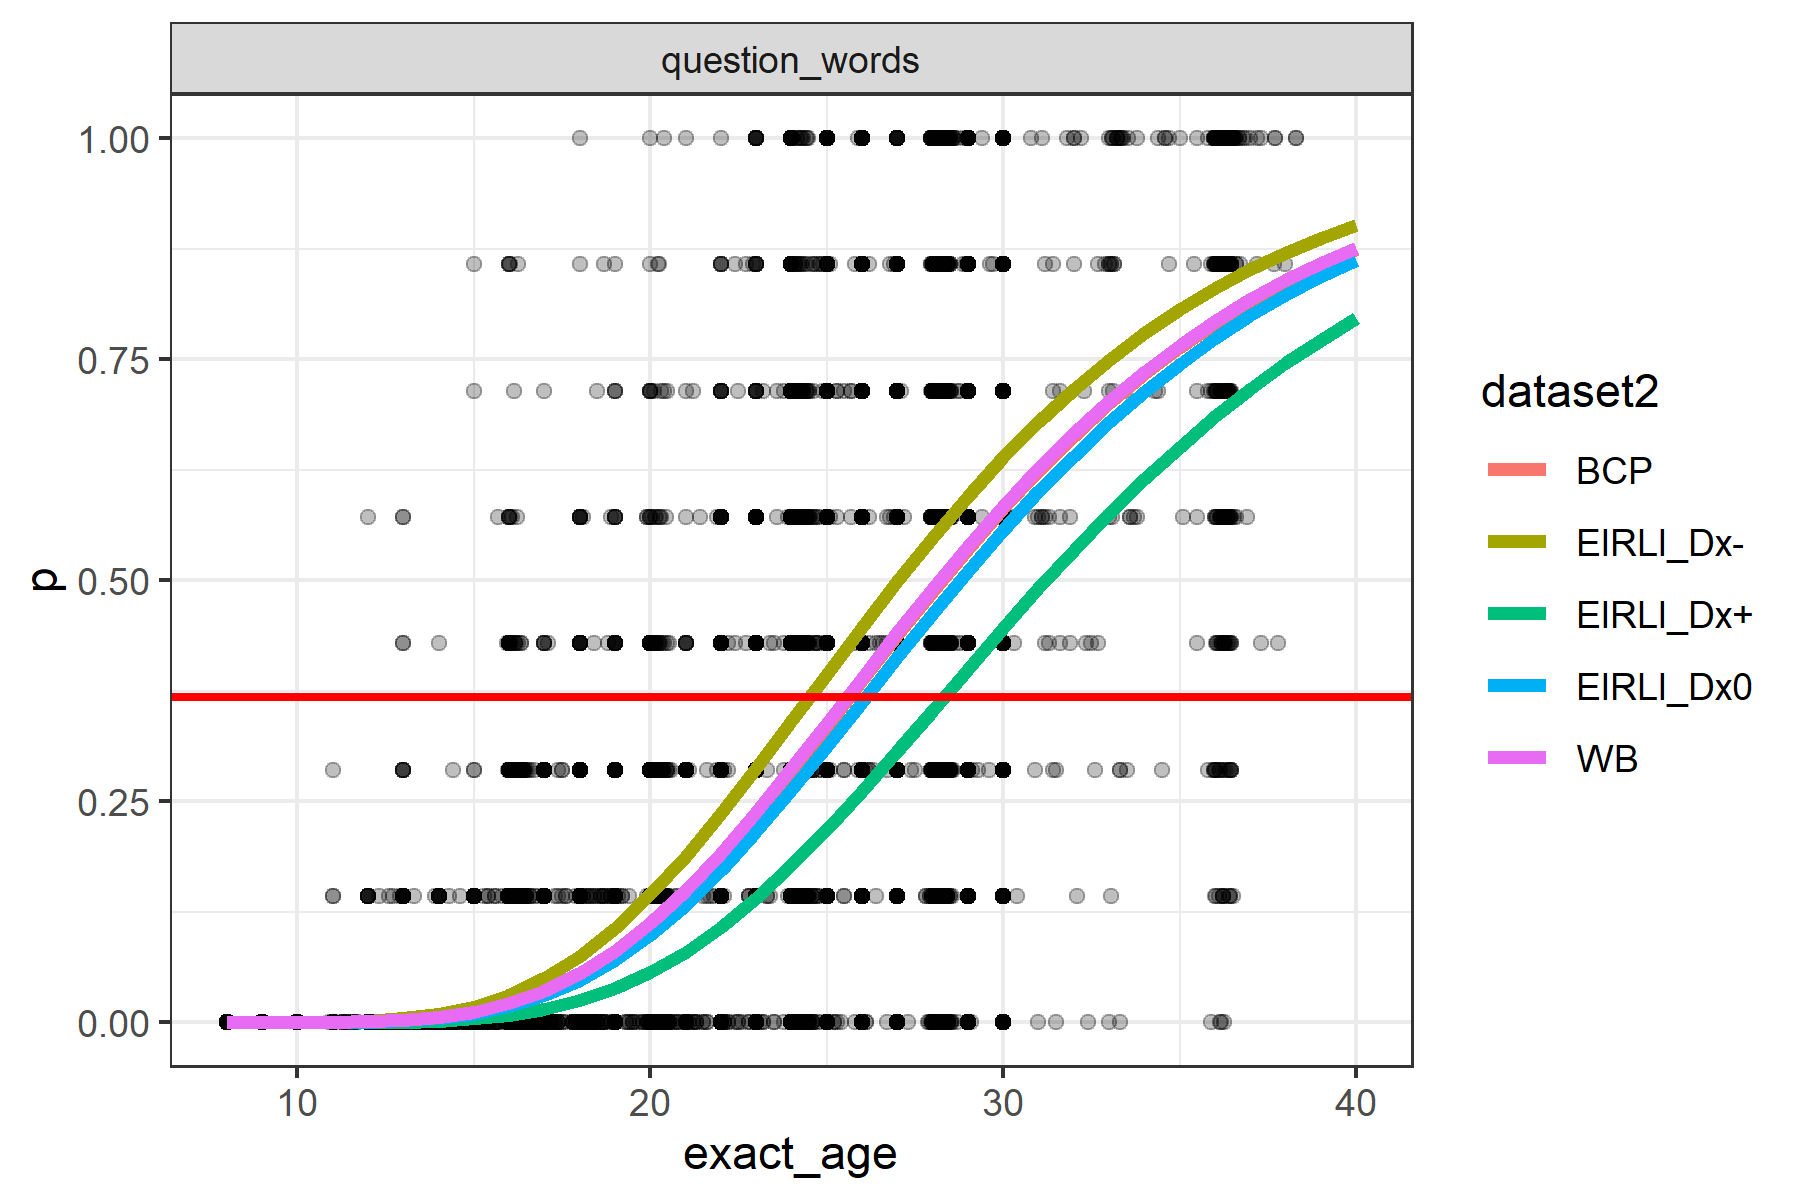 question_words
1.00
0.75
0.50
0.25
0.00
p
10 20 30 40
exact_age
dataset2
BCP
EIRLI_Dx-
EIRLI_Dx+
EIRLI_Dx0
WB